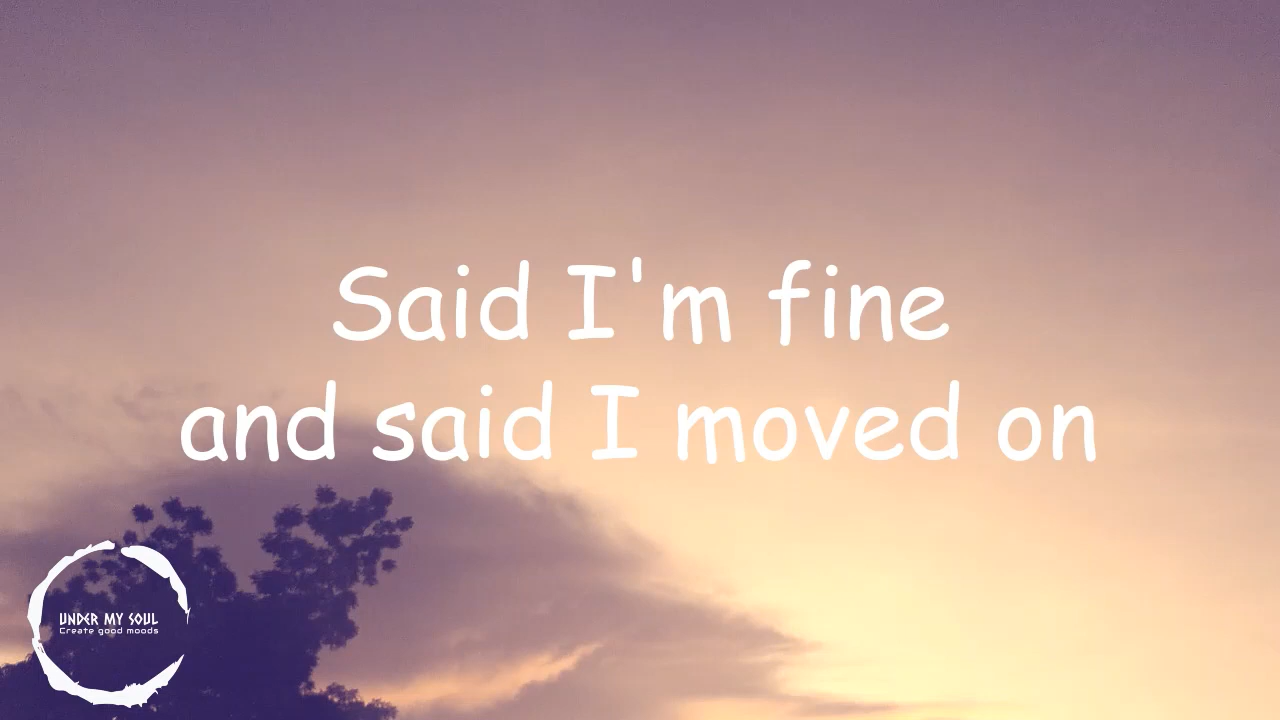 Said I'm fine
and said I moved on
UNDER MY SOUL
Create good moods